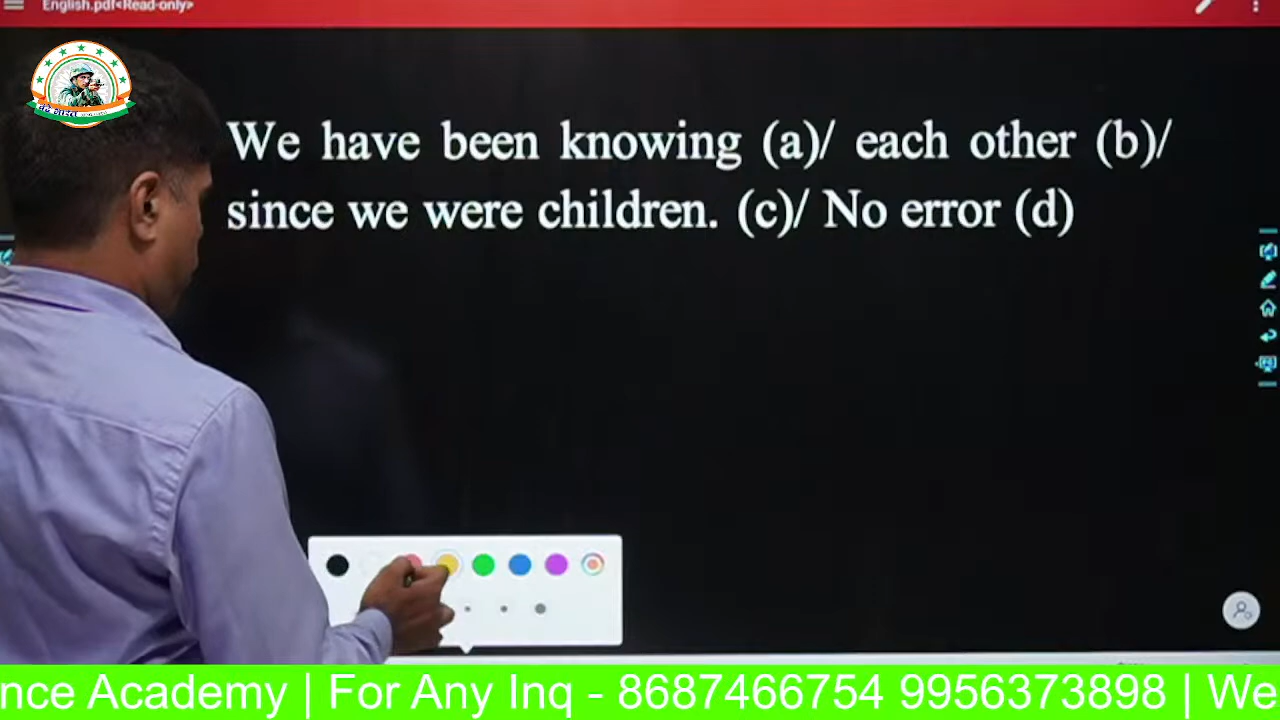 English.pdf<Read-only>
We have been knowing (a)/ each other (b)/
since we were children. (c)/ No error (d)
nce Academy | For Any Inq - 8687466754 9956373898 | We